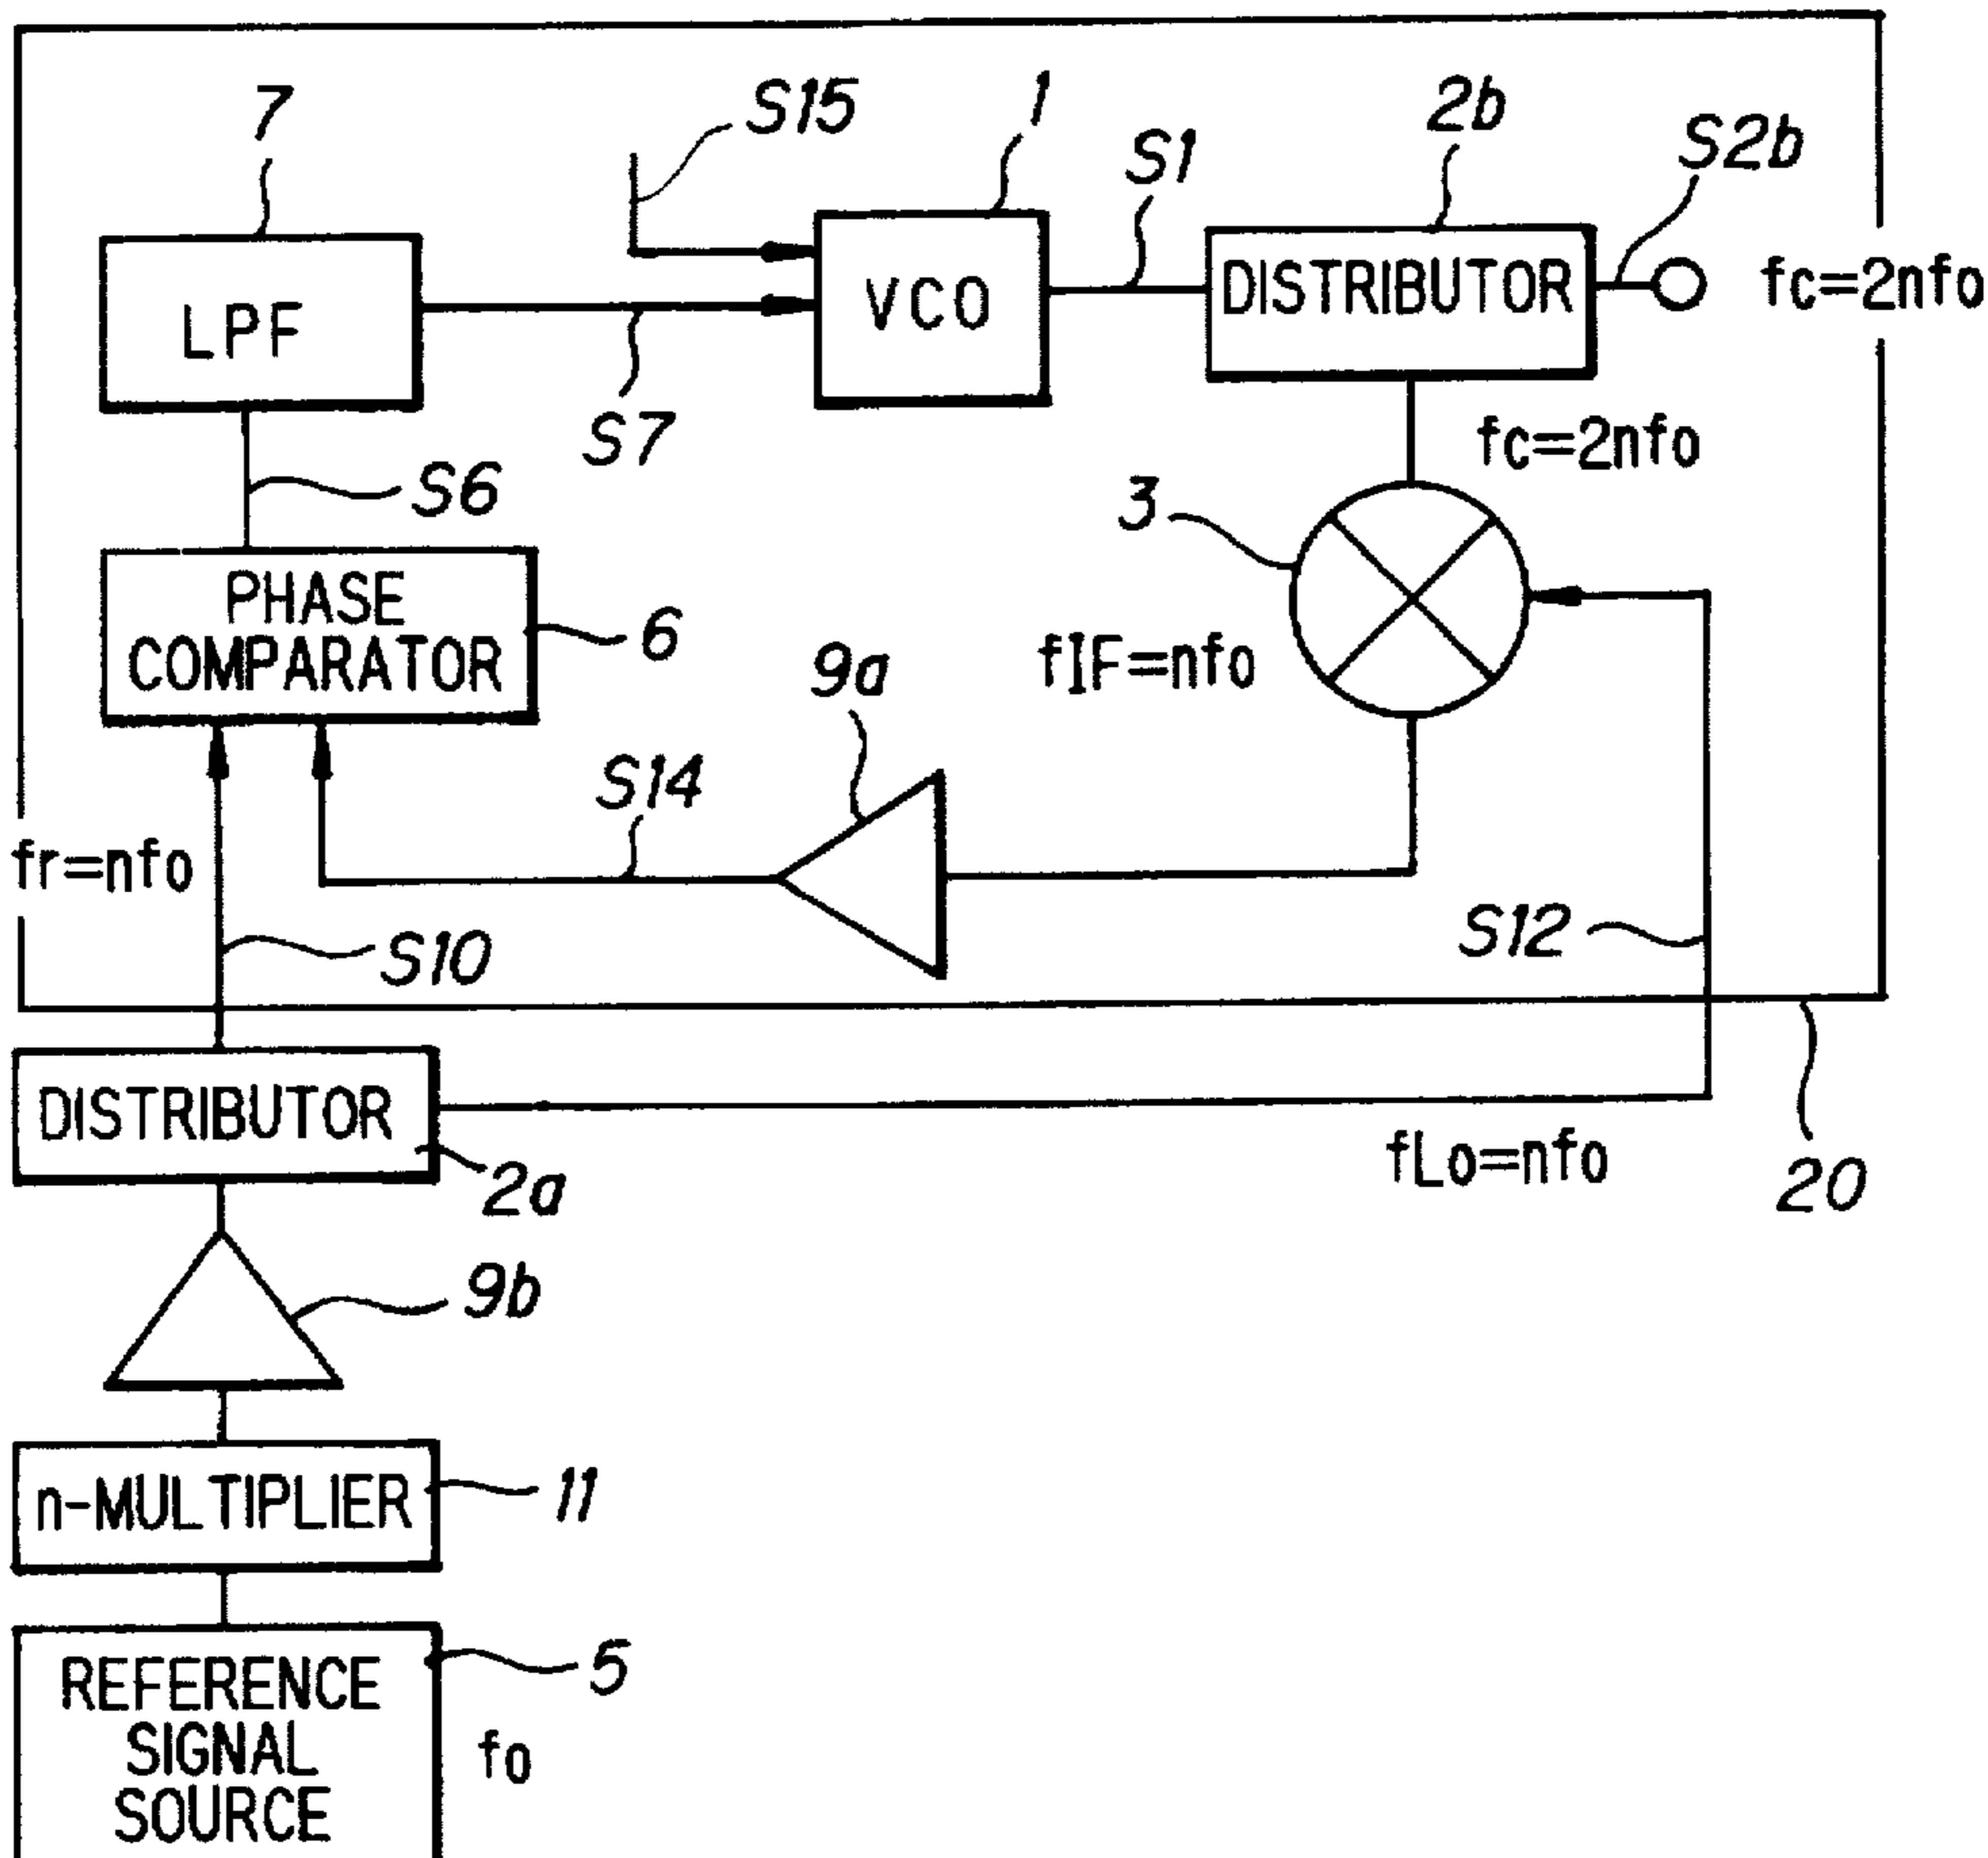 7
S15
1
S1
2b
S2b
LPF
VCO
DISTRIBUTOR
fc=2nfo
S7
fc=2nfo
S6
3
PHASE
COMPARATOR
6
9a
fIF=nfo
S14
fr=nfo
S10
S12
DISTRIBUTOR
2a
fLo=nfo
20
9b
n-MULTIPLIER
11
REFERENCE
SIGNAL
SOURCE
5
fo